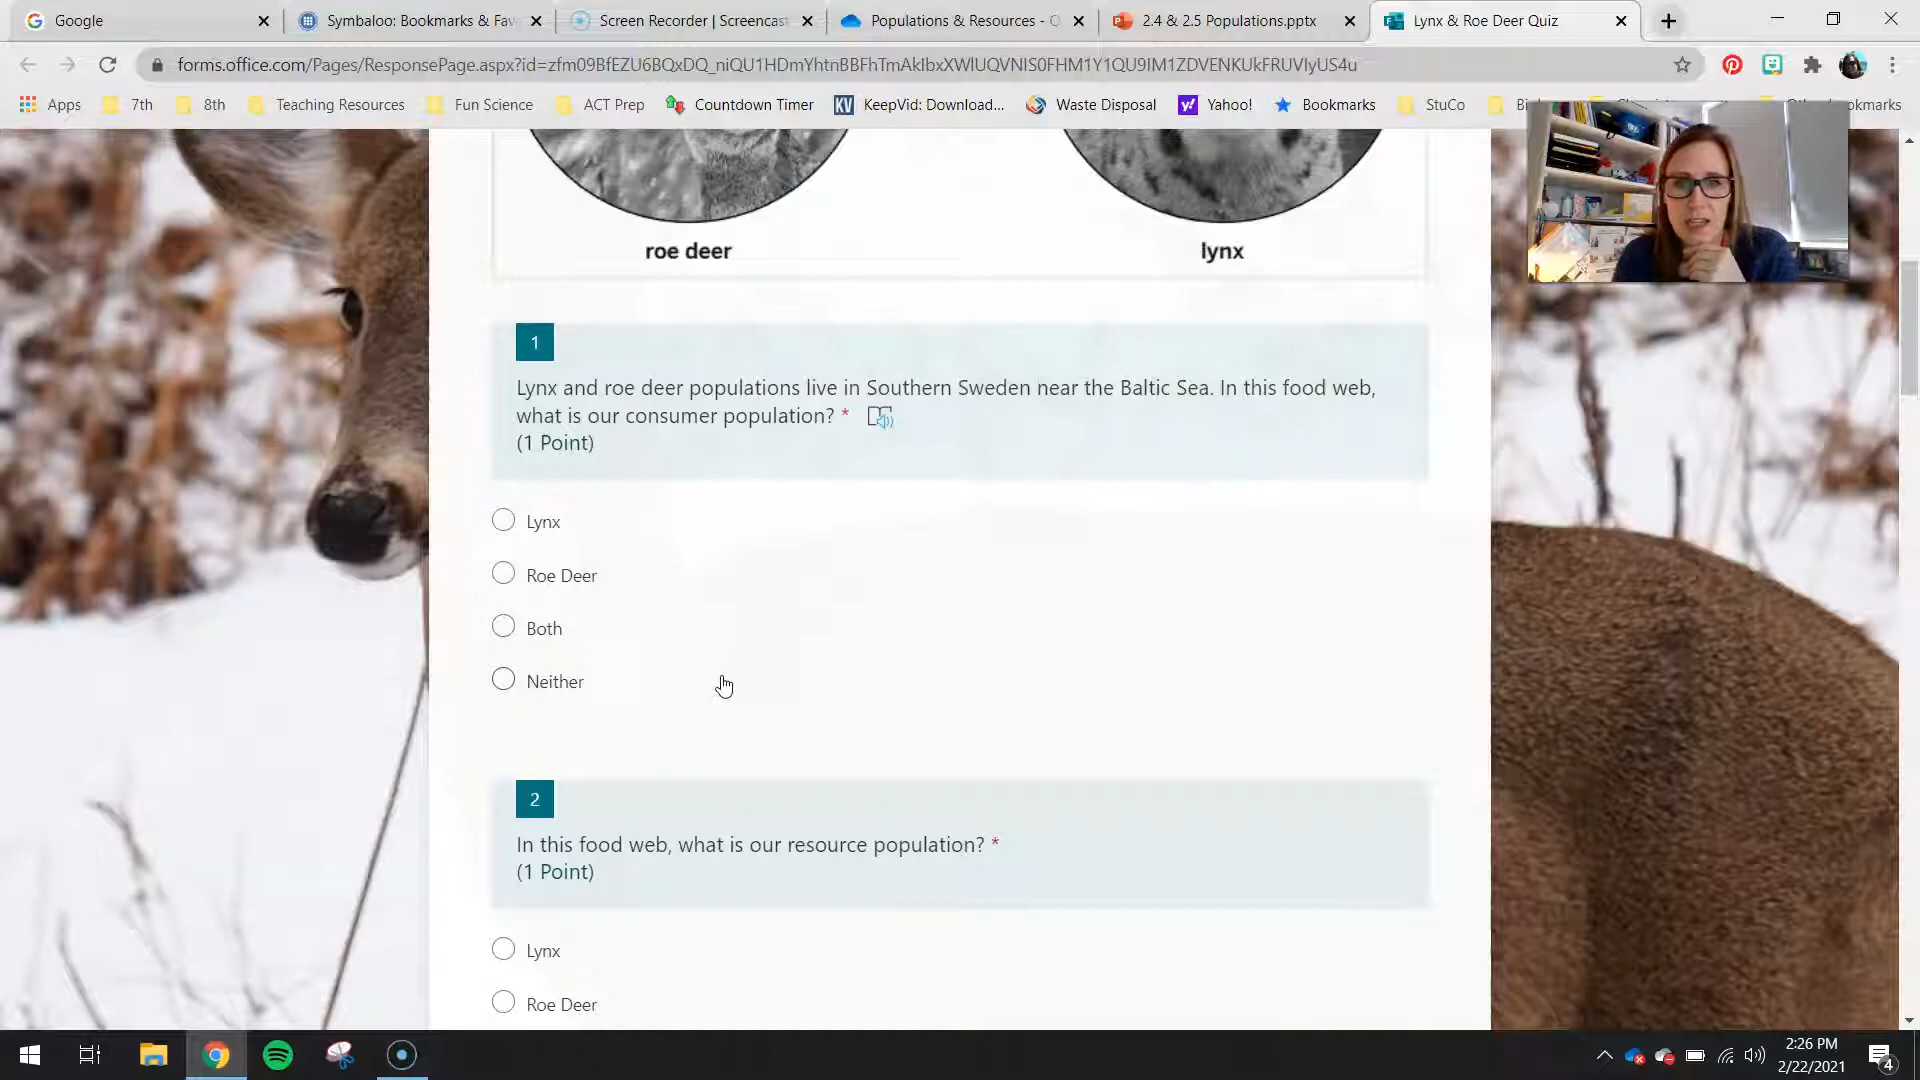 Google
Symbaloo: Bookmarks & Fav
Screen Recorder | Screencast
Populations & Resources - O
2.4 & 2.5 Populations.pptx
Lynx & Roe Deer Quiz
forms.office.com/Pages/ResponsePage.aspx?id=zfm09BfEZU6BQxDQ_niQU1HDmYhtnBBFhTmAkIbxXWlUQVNIS0FHM1Y1QU9IM1ZDVENKUkFRUVIyUS4u
Apps
7th
8th
Teaching Resources
Fun Science
ACT Prep
Countdown Timer
KV
KeepVid: Download...
Waste Disposal
Yahoo!
Bookmarks
StuCo
roe deer
lynx
1
Lynx and roe deer populations live in Southern Sweden near the Baltic Sea. In this food web,
what is our consumer population? *
(1 Point)
Lynx
Roe Deer
Both
Neither
2
In this food web, what is our resource population? *
(1 Point)
Lynx
Roe Deer
2:26 PM
2/22/2021
4